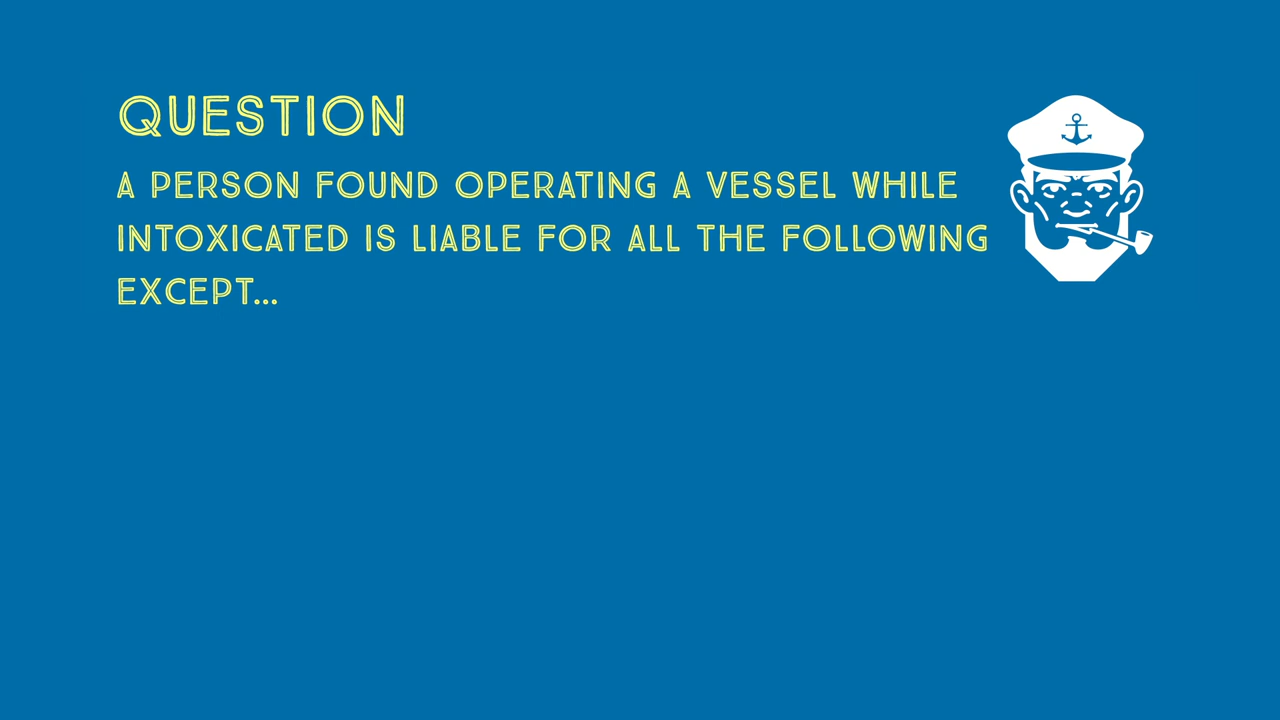 QUESTION
A PERSON FOUND OPERATING A VESSEL WHILE
INTOXICATED IS LIABLE FOR ALL THE FOLLOWING
EXCEPT...